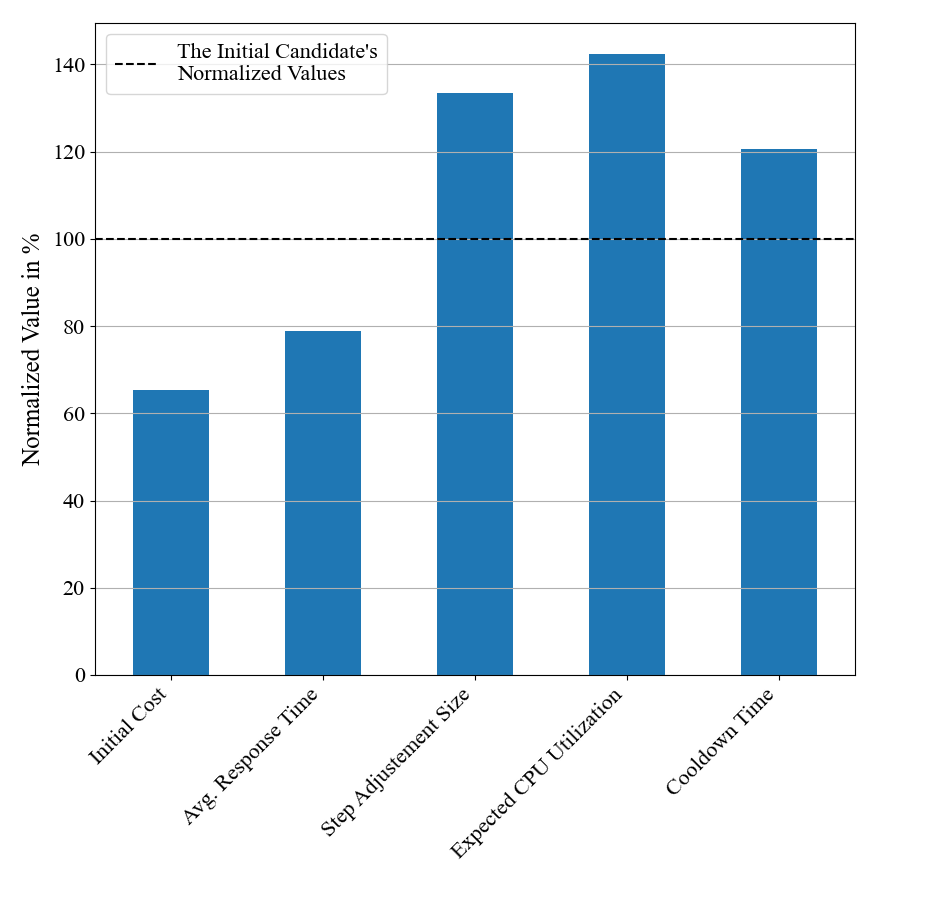 The Initial Candidate's
Normalized Values
Normalized Value in %
140
120
100
80
60
40
20
0
Initial Cost
Avg. Response Time
Step Adjustement Size
Expected CPU Utilization
Cooldown Time